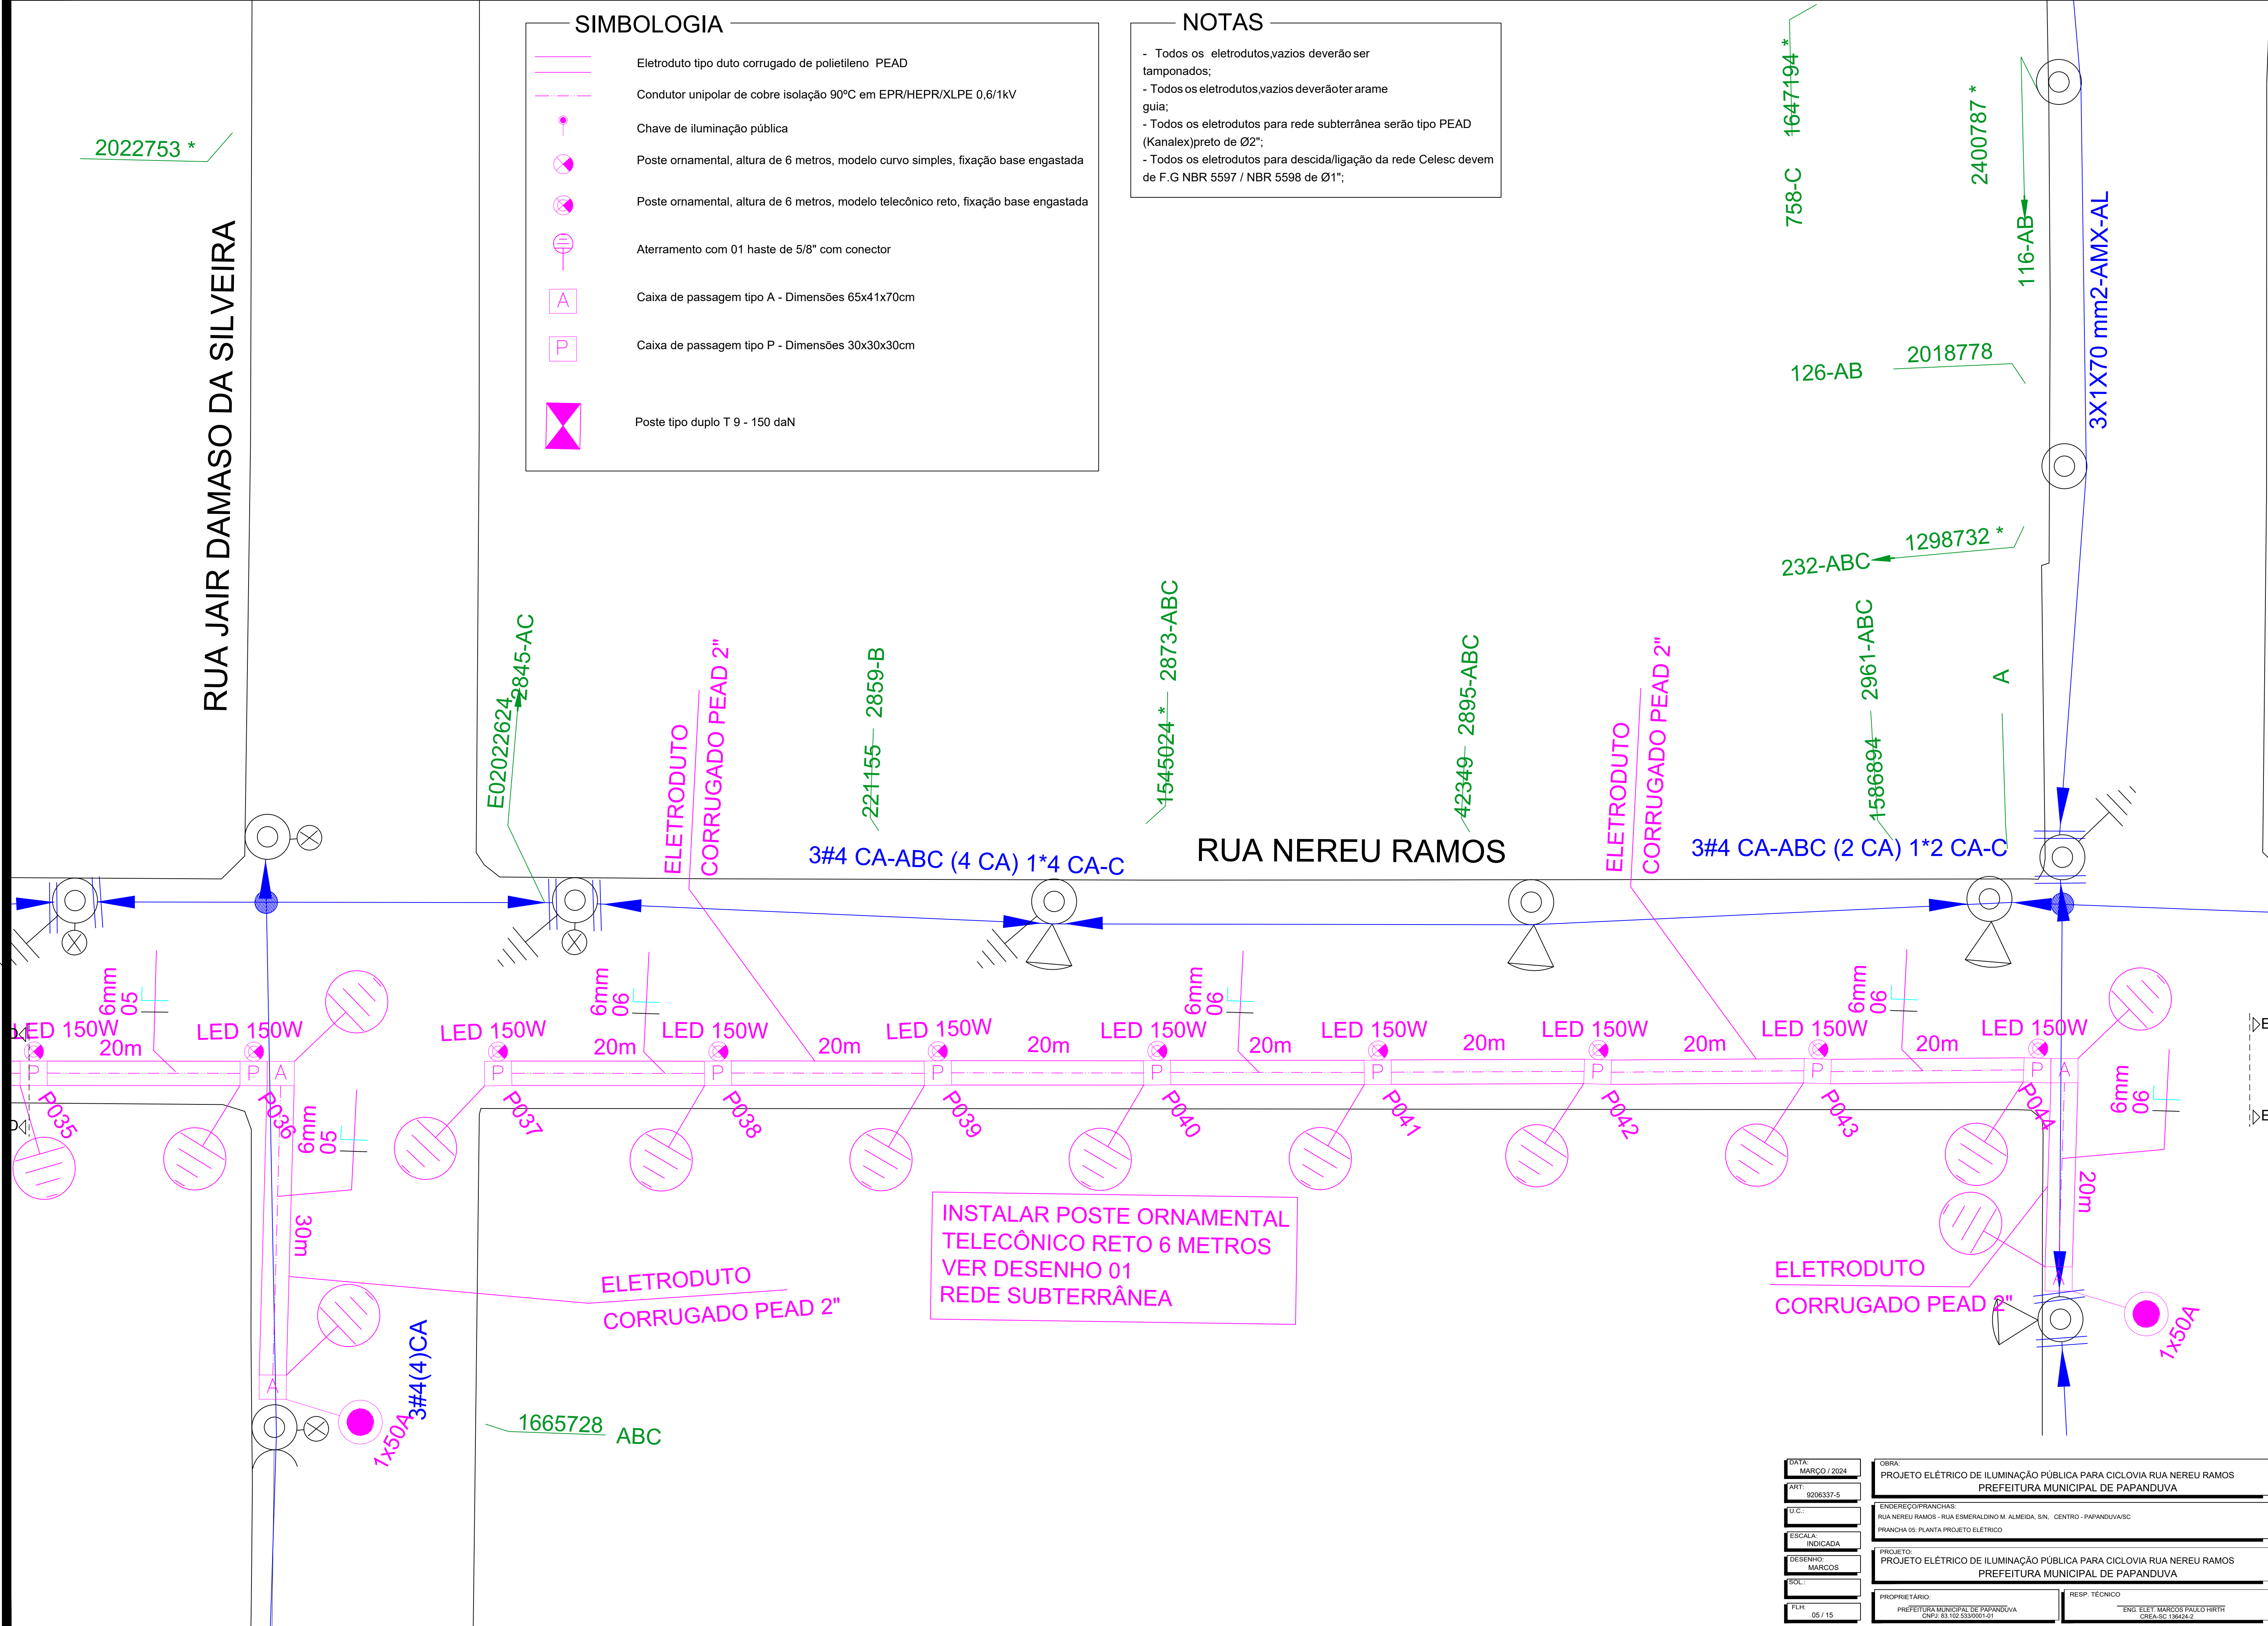 SIMBOLOGIA
Eletroduto tipo duto corrugado de polietileno PEAD
Condutor unipolar de cobre isolação 90ºC em EPR/HEPR/XLPE 0,6/1kV
Chave de iluminação pública
Poste ornamental, altura de 6 metros, modelo curvo simples, fixação base engastada
Poste ornamental, altura de 6 metros, modelo telecônico reto, fixação base engastada
Aterramento com 01 haste de 5/8" com conector
A
Caixa de passagem tipo A - Dimensões 65x41x70cm
P
Caixa de passagem tipo P - Dimensões 30x30x30cm
Poste tipo duplo T 9 - 150 daN
NOTAS
- Todos os eletrodutos,vazios deverão ser
tamponados;
- Todos os eletrodutos,vazios deverão ter arame
guia;
- Todos os eletrodutos para rede subterrânea serão tipo PEAD
(Kanalex)preto de Ø2";
- Todos os eletrodutos para descida/ligação da rede Celesc devem
de F.G NBR 5597 / NBR 5598 de Ø1";
2022753 *
RUA JAIR DAMASO DA SILVEIRA
758-C 1647194 *
2400787 *
116-AB
3X1X70 mm2-AMX-AL
126-AB 2018778
232-ABC 1298732 *
E02022624
2845-AC
ELETRODUTO
CORRUGADO PEAD 2"
221155 2859-B
1545024 * 2873-ABC
42349 2895-ABC
ELETRODUTO
CORRUGADO PEAD 2"
1586894 2961-ABC
A
3#4 CA-ABC (4 CA) 1*4 CA-C
RUA NEREU RAMOS
3#4 CA-ABC (2 CA) 1*2 CA-C
6mm
05
6mm
06
6mm
06
6mm
06
LED 150W
LED 150W
LED 150W
LED 150W
LED 150W
LED 150W
LED 150W
LED 150W
LED 150W
LED 150W
20m
20m
20m
20m
20m
20m
20m
20m
P
P
A
P
P
P
P
P
P
P
P
A
P035
P036
P037
P038
P039
P040
P041
P042
P043
P044
6mm
05
6mm
06
30m
20m
INSTALAR POSTE ORNAMENTAL
TELECÔNICO RETO 6 METROS
VER DESENHO 01
REDE SUBTERRÂNEA
ELETRODUTO
CORRUGADO PEAD 2"
ELETRODUTO
CORRUGADO PEAD 2"
A
A
1x50A
1x50A
3#4(4)CA
1665728 ABC
DATA:
MARÇO / 2024
ART:
9206337-5
U.C.:
ESCALA:
INDICADA
DESENHO:
MARCOS
SOL.:
FLH:
05 / 15
OBRA:
PROJETO ELÉTRICO DE ILUMINAÇÃO PÚBLICA PARA CICLOVIA RUA NEREU RAMOS
PREFEITURA MUNICIPAL DE PAPANDUVA
ENDEREÇO/PRANCHAS:
RUA NEREU RAMOS - RUA ESMERALDINO M. ALMEIDA, S/N, CENTRO - PAPANDUVA/SC
PRANCHA 05: PLANTA PROJETO ELÉTRICO
PROJETO:
PROJETO ELÉTRICO DE ILUMINAÇÃO PÚBLICA PARA CICLOVIA RUA NEREU RAMOS
PREFEITURA MUNICIPAL DE PAPANDUVA
PROPRIETÁRIO:
PREFEITURA MUNICIPAL DE PAPANDUVA
CNPJ: 83.102.533/0001-01
RESP. TÉCNICO
ENG. ELET. MARCOS PAULO HIRTH
CREA-SC 136424-2